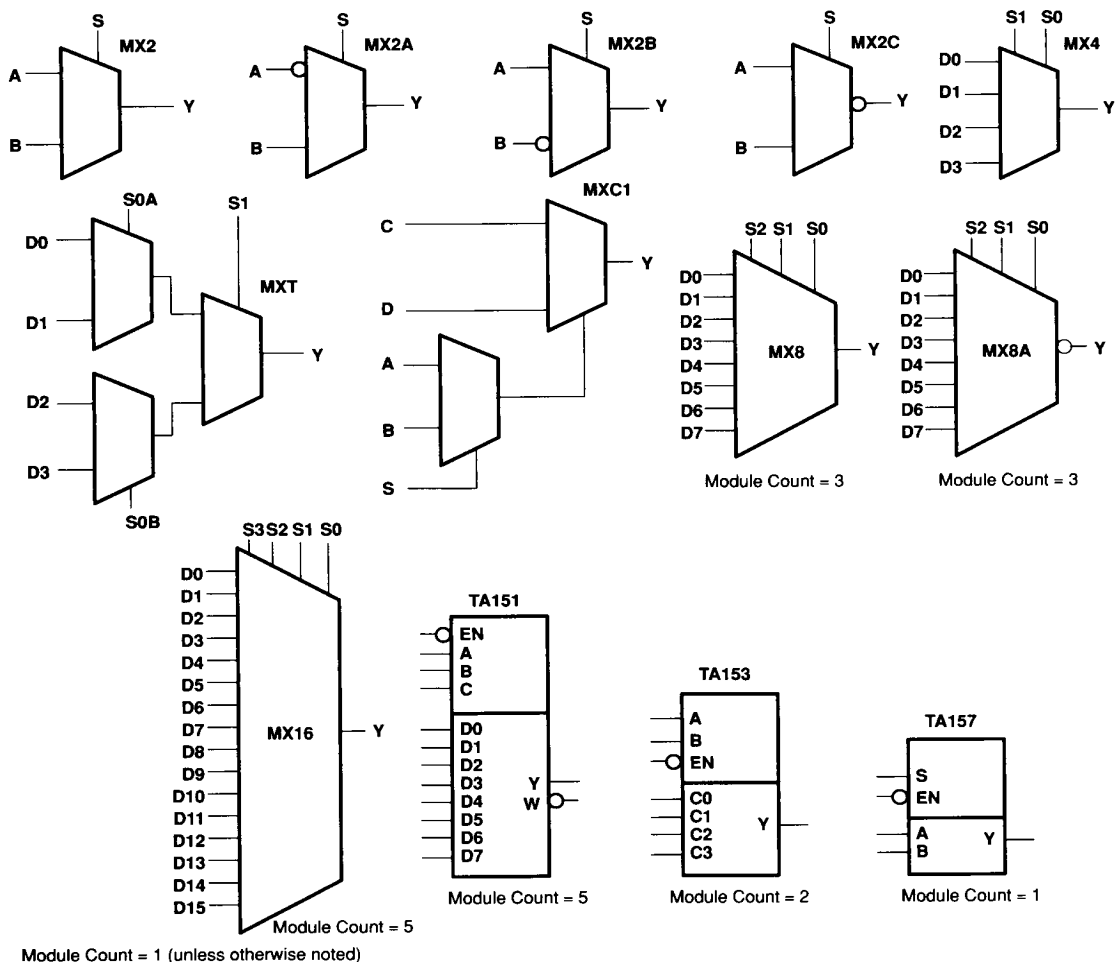 S
MX2
A
B
Y
S
MX2A
A
B
Y
S
MX2B
A
B
Y
S
MX2C
A
B
Y
S1 S0
MX4
D0
D1
D2
D3
Y
S0A
S1
D0
D1
MXT
Y
D2
D3
S0B
MXC1
C
D
Y
A
B
S
S2 S1 S0
D0
D1
D2
D3
D4
D5
D6
D7
MX8
Y
Module Count = 3
S2 S1 S0
D0
D1
D2
D3
D4
D5
D6
D7
MX8A
Y
Module Count = 3
S3 S2 S1 S0
D0
D1
D2
D3
D4
D5
D6
D7
D8
D9
D10
D11
D12
D13
D14
D15
MX16
Y
Module Count = 5
TA151
EN
A
B
C
D0
D1
D2
D3
D4
D5
D6
D7
Y
W
Module Count = 5
TA153
A
B
EN
C0
C1
C2
C3
Y
Module Count = 2
TA157
S
EN
A
B
Y
Module Count = 1
Module Count = 1 (unless otherwise noted)